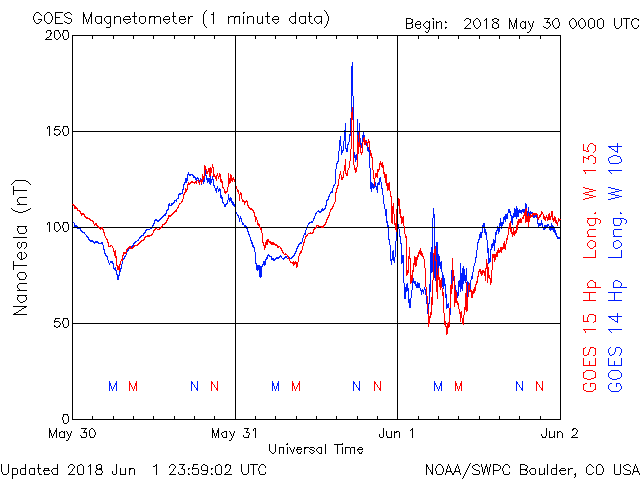 GOES Magnetometer (1 minute data)
Begin: 2018 May 30 0000 UTC
200
150
100
50
0
NanoTesla (nT)
M M N N M M N N M M N N
May 30 May 31 Jun 1 Jun 2
Universal Time
GOES 15 Hp Long. W 135
GOES 14 Hp Long. W 104
Updated 2018 Jun 1 23:59:02 UTC
NOAA/SWPC Boulder, CO USA